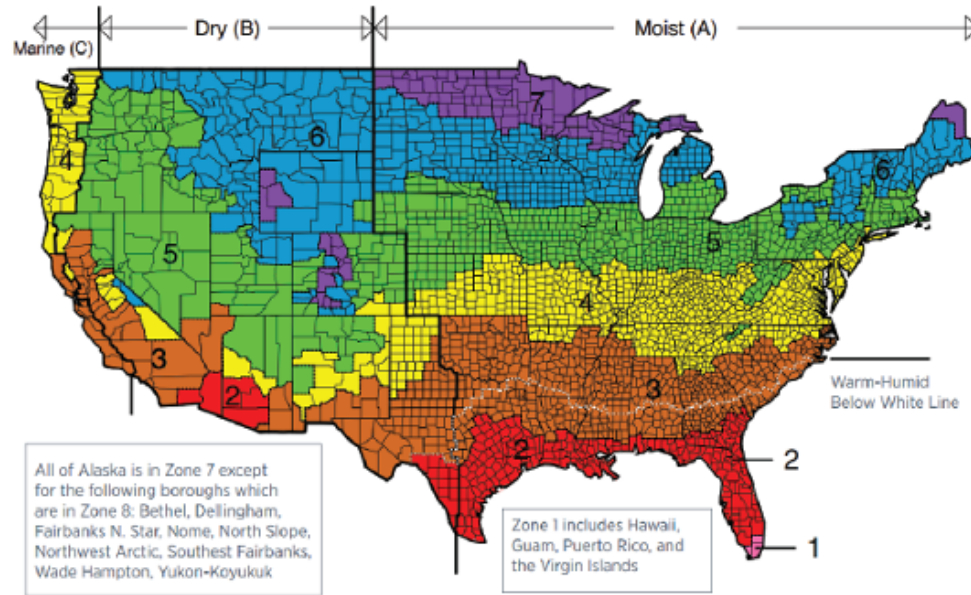 Marine (C)
Dry (B)
Moist (A)
7
6
6
4
5
5
4
3
3
2
2
2
1
Warm-Humid
Below White Line
All of Alaska is in Zone 7 except
for the following boroughs which
are in Zone 8: Bethel, Dellingham,
Fairbanks N. Star, Nome, North Slope,
Northwest Arctic, Southest Fairbanks,
Wade Hampton, Yukon-Koyukuk
Zone 1 includes Hawaii,
Guam, Puerto Rico, and
the Virgin Islands